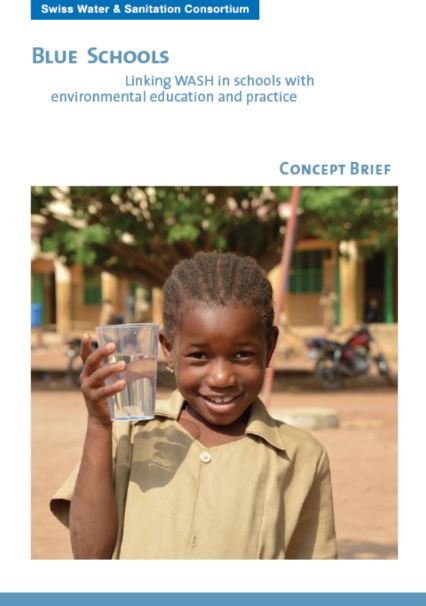 Swiss Water & Sanitation Consortium
BLUE SCHOOLS
Linking WASH in schools with
environmental education and practice
CONCEPT BRIEF